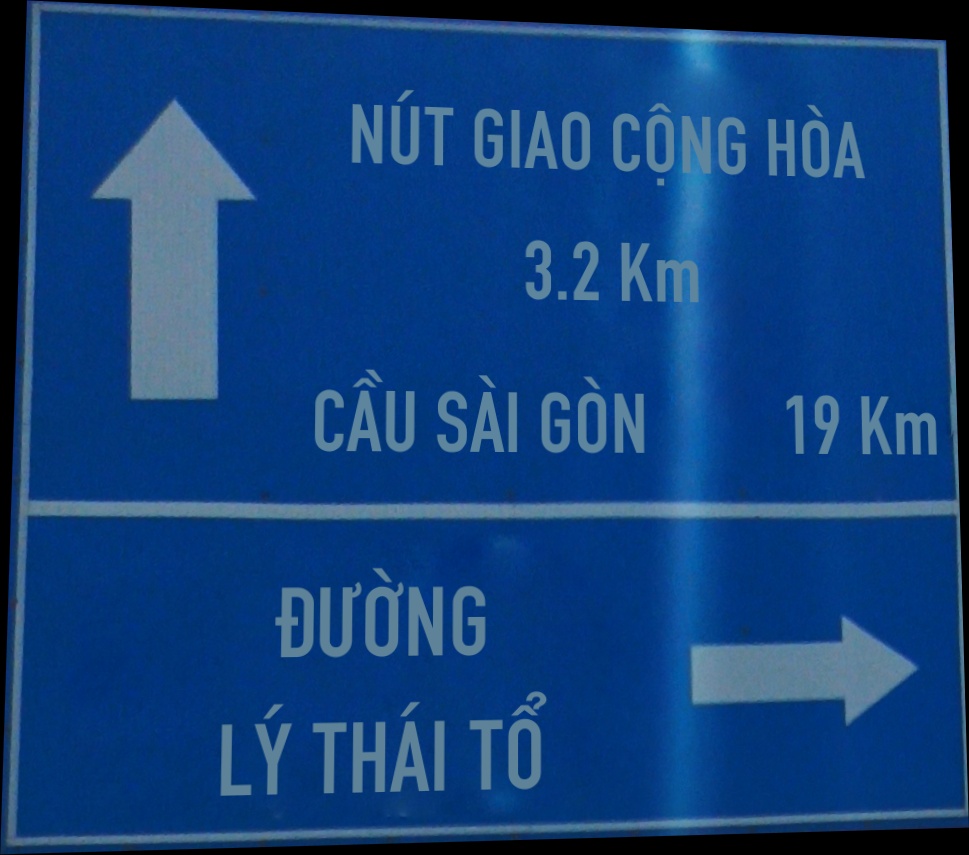 NÚT GIAO CỘNG HÒA
3.2 Km
CẦU SÀI GÒN 19 Km
ĐƯỜNG
LÝ THÁI TỔ